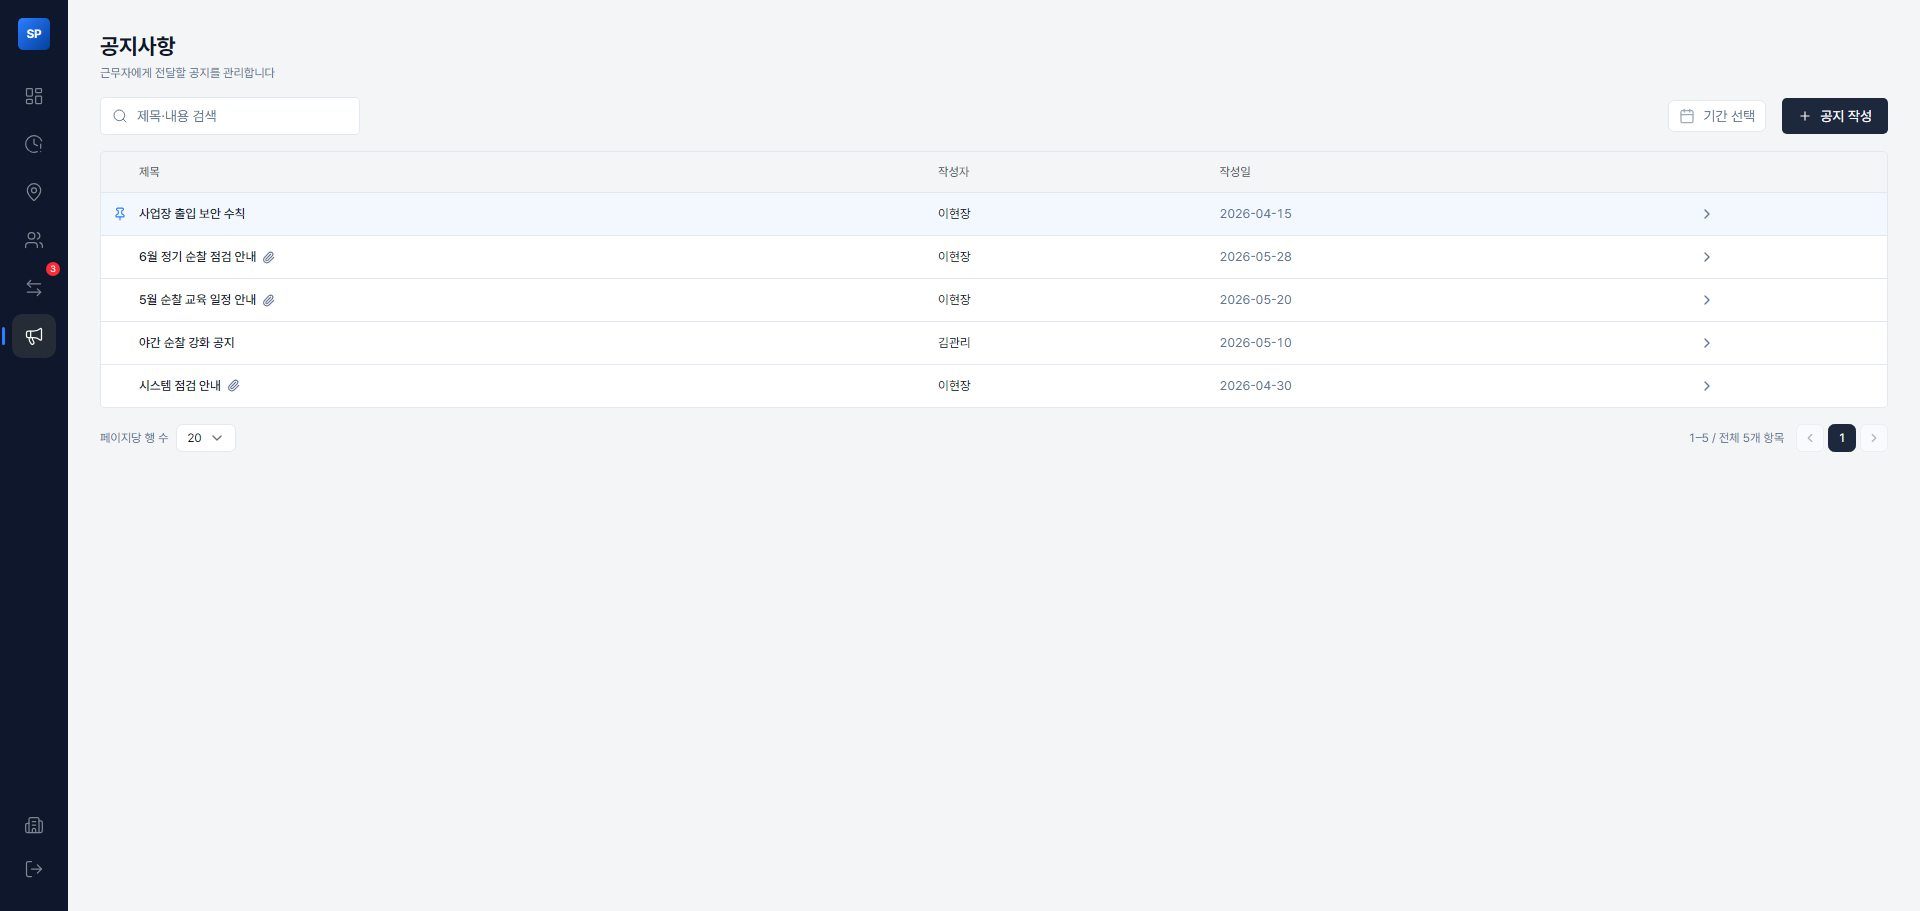 SP
공지사항
근무자에게 전달할 공지를 관리합니다
제목·내용 검색
기간 선택
공지 작성
제목 작성자 작성일
사업장 출입 보안 수칙 이현장 2026-04-15
6월 정기 순찰 점검 안내 이현장 2026-05-28
3
5월 순찰 교육 일정 안내 이현장 2026-05-20
야간 순찰 강화 공지 김관리 2026-05-10
시스템 점검 안내 이현장 2026-04-30
페이지당 행 수 20 1–5 / 전체 5개 항목 1